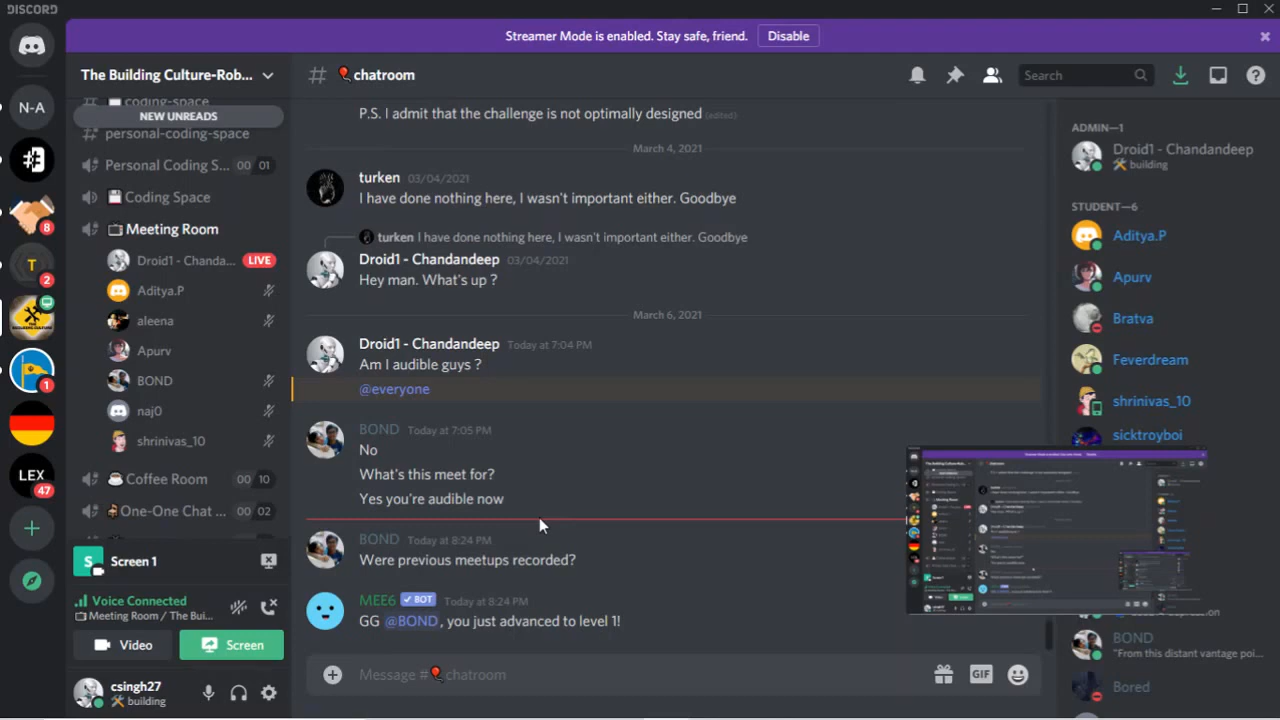 DISCORD
Streamer Mode is enabled. Stay safe, friend.
Disable
N-A
8
T
2
1
LEX
47
The Building Culture-Rob...
coding-space
NEW UNREADS
personal-coding-space
Personal Coding S...
00 01
Coding Space
Meeting Room
Droid1 - Chanda...
LIVE
Aditya.P
aleena
Apurv
BOND
naj0
shrinivas_10
Coffee Room
00 10
One-One Chat ...
00 02
S
Screen 1
Voice Connected
Meeting Room / The Bui...
Video
Screen
csingh27
building
# chatroom
Search
P.S. I admit that the challenge is not optimally designed (edited)
March 4, 2021
turken 03/04/2021
I have done nothing here, I wasn't important either. Goodbye
turken I have done nothing here, I wasn't important either. Goodbye
Droid1 - Chandandeep 03/04/2021
Hey man. What's up ?
March 6, 2021
Droid1 - Chandandeep Today at 7:04 PM
Am I audible guys ?
@everyone
BOND Today at 7:05 PM
No
What's this meet for?
Yes you're audible now
BOND Today at 8:24 PM
Were previous meetups recorded?
MEE6 BOT Today at 8:24 PM
GG @BOND, you just advanced to level 1!
Message # chatroom
GIF
ADMIN—1
Droid1 - Chandandeep
building
STUDENT—6
Aditya.P
Apurv
Bratva
Feverdream
shrinivas_10
sicktroyboi
BOND
"From this distant vantage poi...
Bored